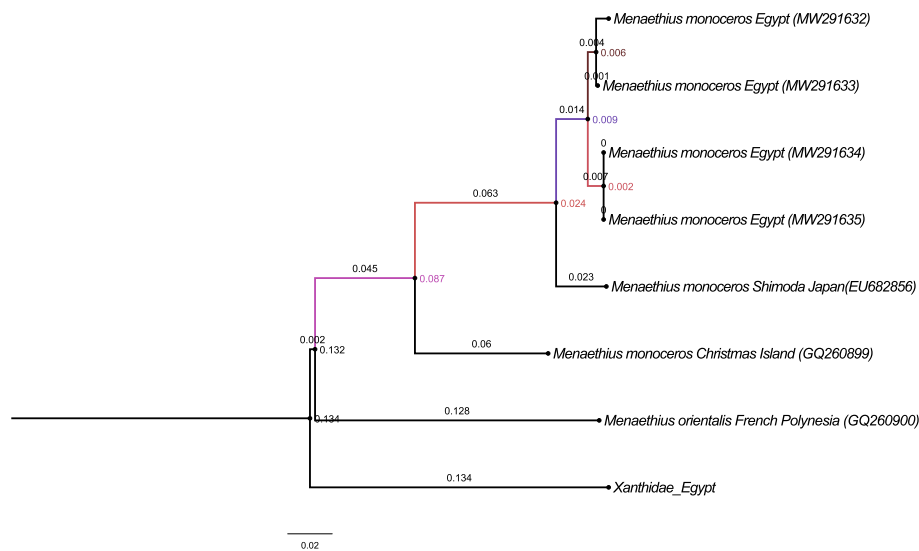 Menaethius monoceros Egypt (MW291632)
0.004
0.006
0.001
Menaethius monoceros Egypt (MW291633)
0.014
0.009
0
Menaethius monoceros Egypt (MW291634)
0.007
0.002
0.063
0.024
0
Menaethius monoceros Egypt (MW291635)
0.045
0.087
0.023
Menaethius monoceros Shimoda Japan(EU682856)
0.002
0.132
0.06
Menaethius monoceros Christmas Island (GQ260899)
0.134
0.128
Menaethius orientalis French Polynesia (GQ260900)
0.134
Xanthidae_Egypt
0.02